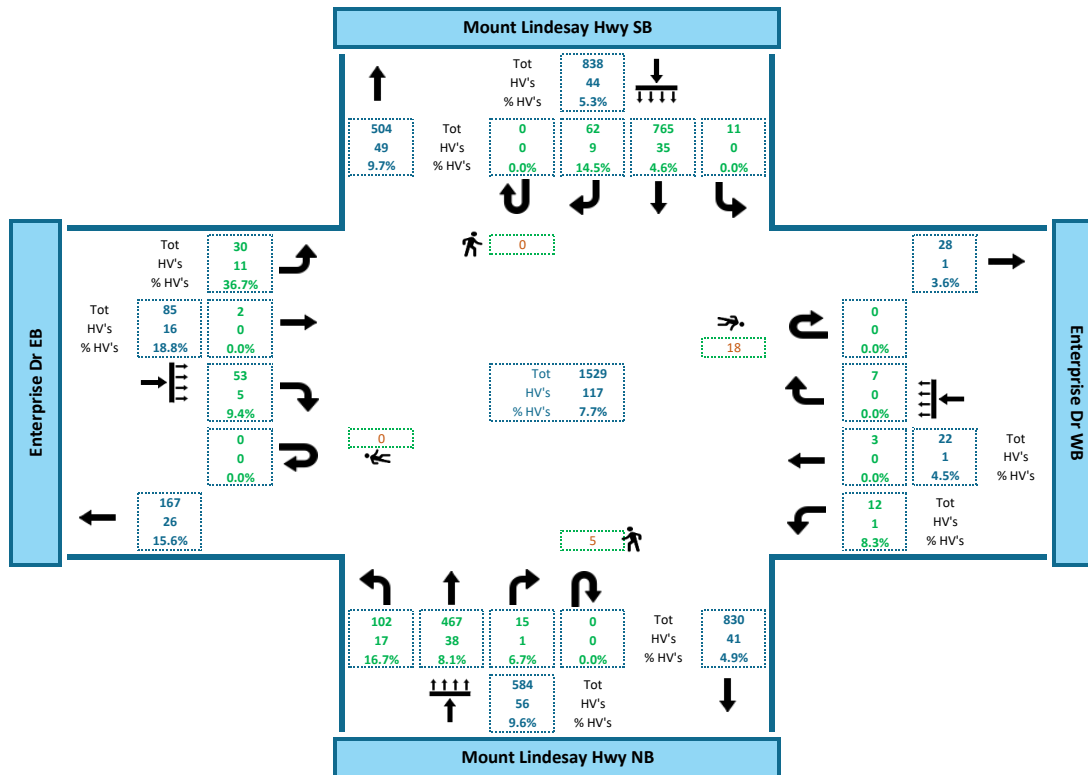 Mount Lindesay Hwy SB
Tot 838
HV's 44
% HV's 5.3%
504 Tot 0 62 765 11
49 HV's 0 9 35 0
9.7% % HV's 0.0% 14.5% 4.6% 0.0%
Enterprise Dr EB
Tot 30
HV's 11
% HV's 36.7%
0
28
1
3.6%
Tot 85 2
HV's 16 0
% HV's 18.8% 0.0%
18
0
0
0.0%
53
5
9.4%
Tot 1529
HV's 117
% HV's 7.7%
7
0
0.0%
0
0
0.0%
0
3 22 Tot
0 1 HV's
0.0% 4.5% % HV's
167
26
15.6%
12 Tot
1 HV's
8.3% % HV's
5
Enterprise Dr WB
102 467 15 0 Tot 830
17 38 1 0 HV's 41
16.7% 8.1% 6.7% 0.0% % HV's 4.9%
584 Tot
56 HV's
9.6% % HV's
Mount Lindesay Hwy NB